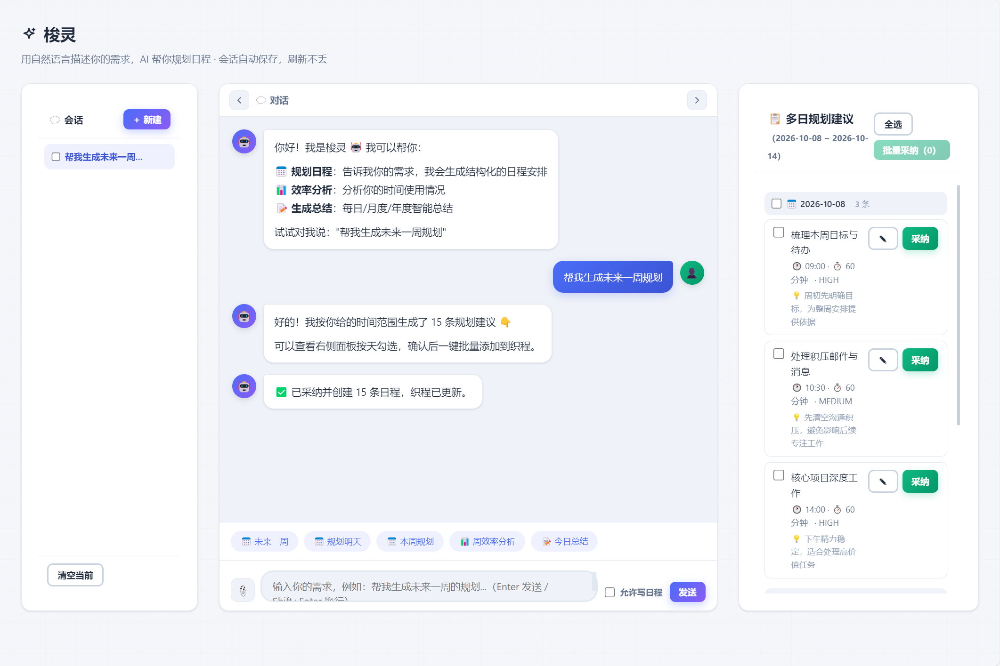 梭灵
用自然语言描述你的需求，AI 帮你规划日程 · 会话自动保存，刷新不丢
会话
+ 新建
帮我生成未来一周...
清空当前
对话
你好！我是梭灵 🤖 我可以帮你：
📅 规划日程：告诉我你的需求，我会生成结构化的日程安排
📊 效率分析：分析你的时间使用情况
📝 生成总结：每日/月度/年度智能总结
试试对我说："帮我生成未来一周规划"
帮我生成未来一周规划
好的！我按你给的时间范围生成了 15 条规划建议 👇
可以查看右侧面板按天勾选，确认后一键批量添加到织程。
✅ 已采纳并创建 15 条日程，织程已更新。
📅 未来一周
📅 规划明天
📅 本周规划
📊 周效率分析
📝 今日总结
输入你的需求，例如：帮我生成未来一周的规划...（Enter 发送 /
Shift+Enter 换行）
允许写日程
发送
📋 多日规划建议
（2026-10-08 ~ 2026-10-
14）
全选
批量采纳（0）
📅 2026-10-08 3 条
梳理本周目标与
待办
采纳
🕐 09:00 · ⏱ 60
分钟 · HIGH
💡 周初先明确目
标，为整周安排提
供依据
处理积压邮件与
消息
采纳
🕐 10:30 · ⏱ 60
分钟 · MEDIUM
💡 先清空沟通积
压，避免影响后续
专注工作
核心项目深度工
作
采纳
🕐 14:00 · ⏱ 60
分钟 · HIGH
💡 下午精力稳
定，适合处理高价
值任务